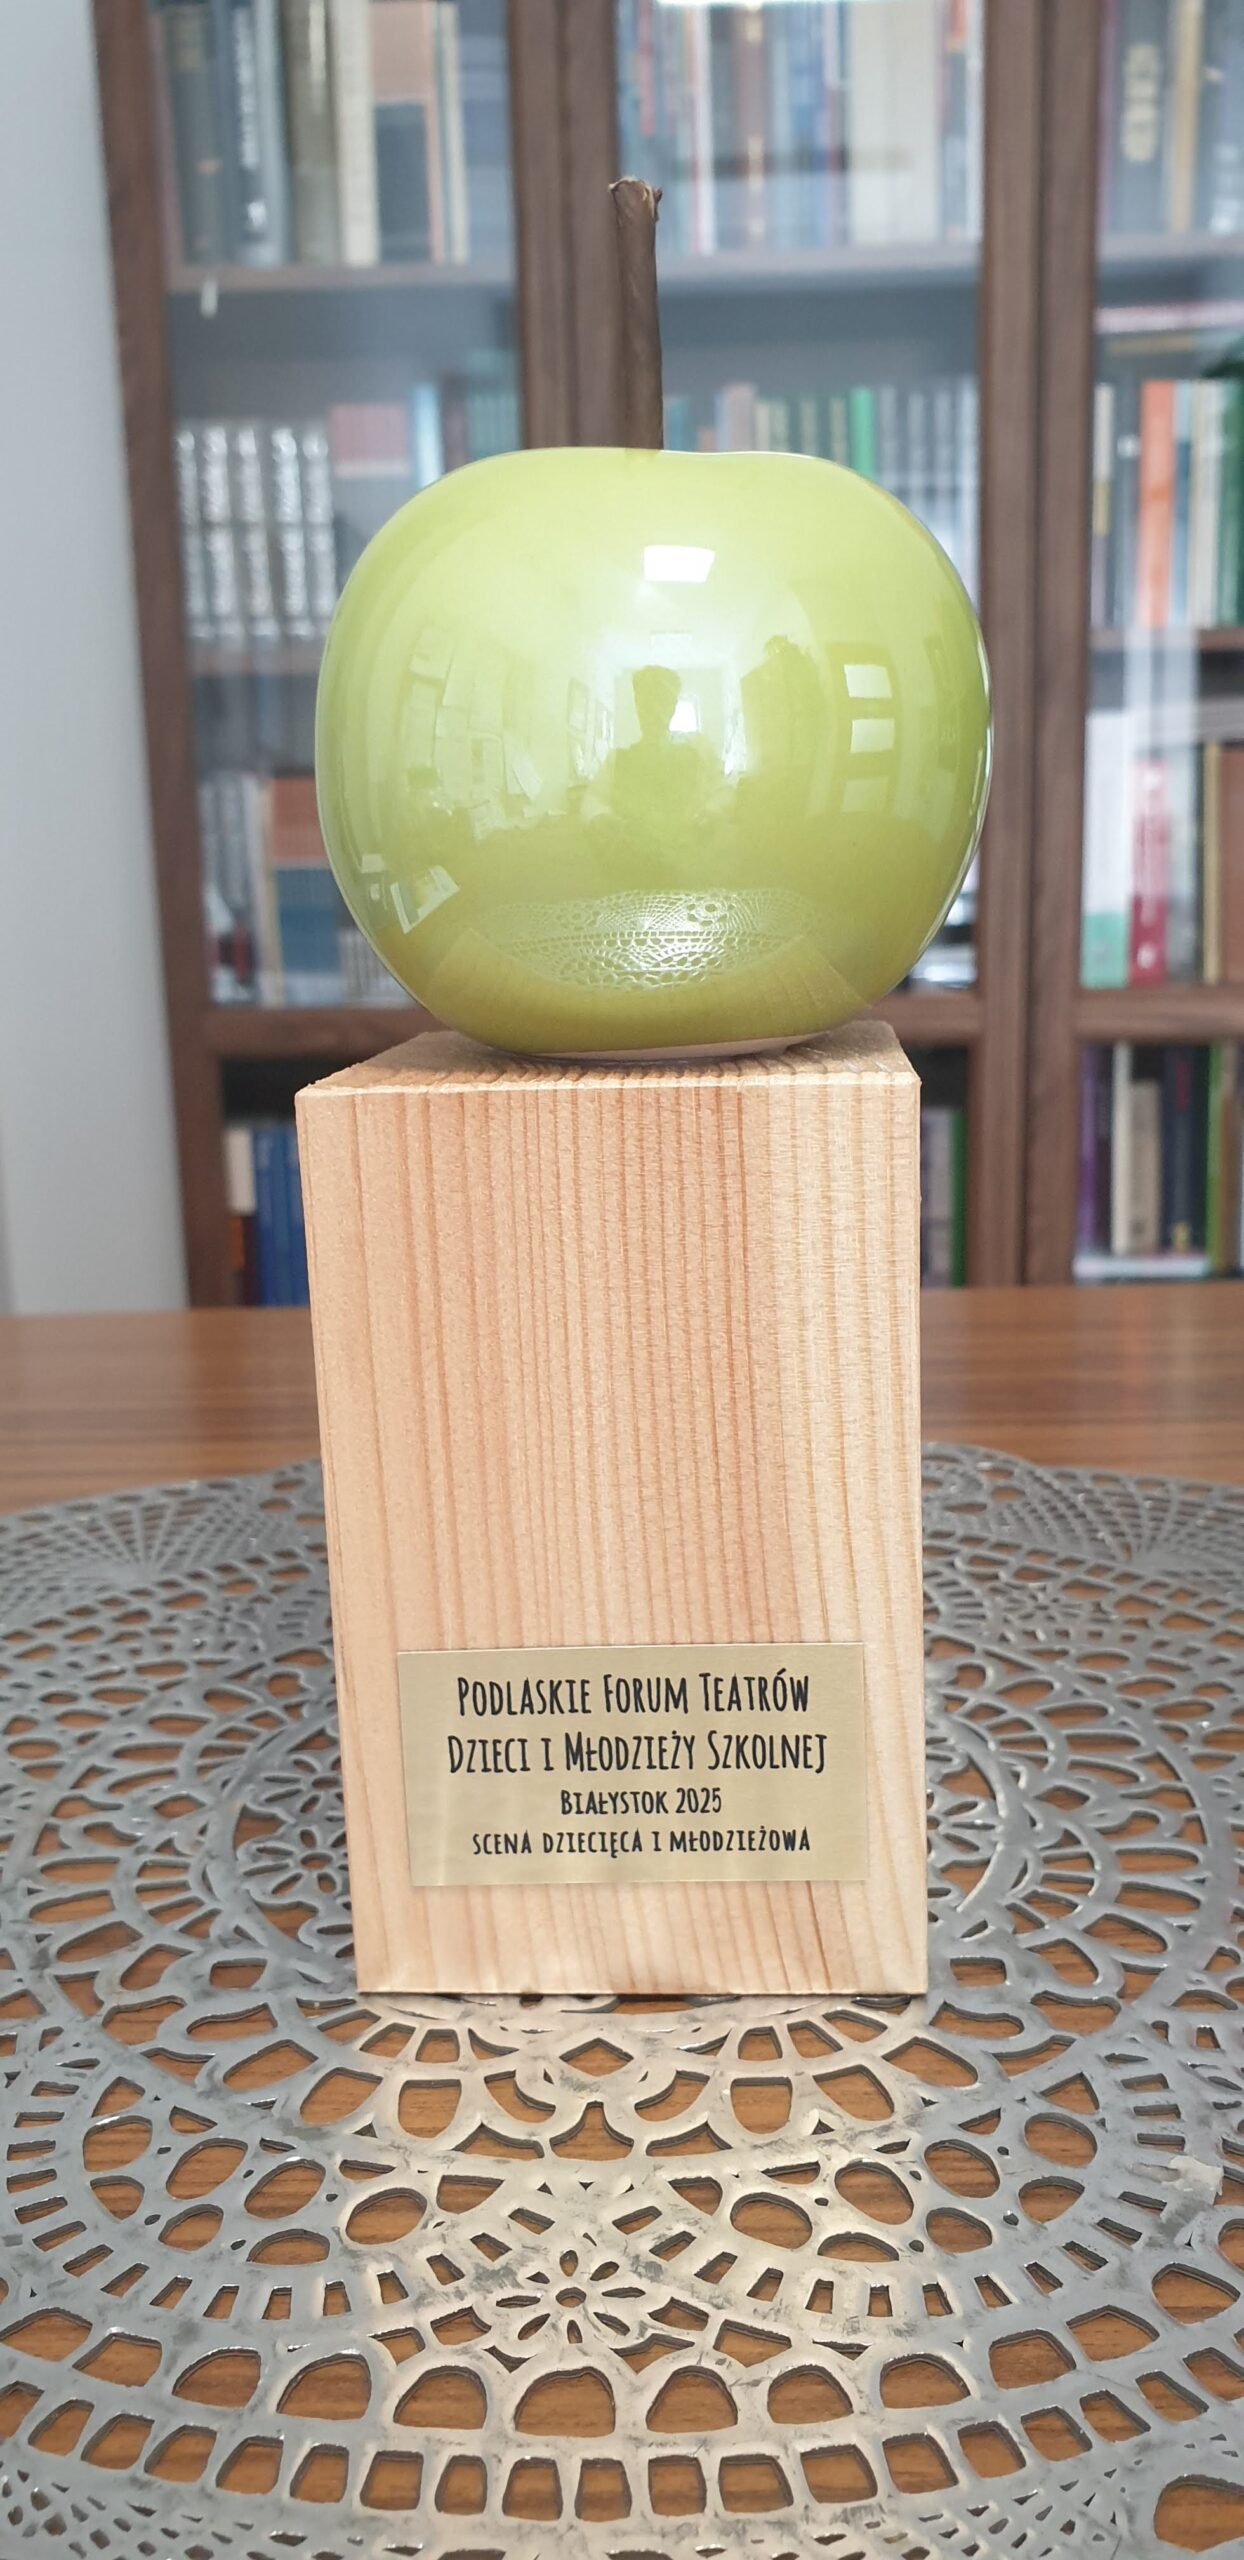 Podlaskie Forum Teatrów
Dzieci i Młodzieży Szkolnej
Białystok 2025
scena dziecięca i młodzieżowa